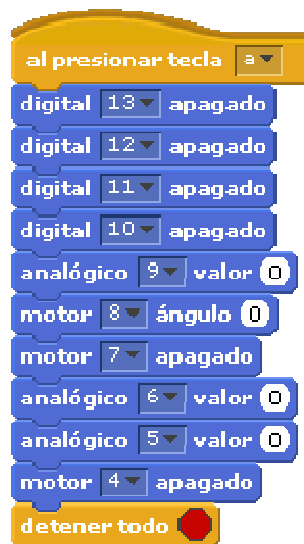 al presionar tecla a
digital 13 apagado
digital 12 apagado
digital 11 apagado
digital 10 apagado
analógico 9 valor 0
motor 8 ángulo 0
motor 7 apagado
analógico 6 valor 0
analógico 5 valor 0
motor 4 apagado
detener todo